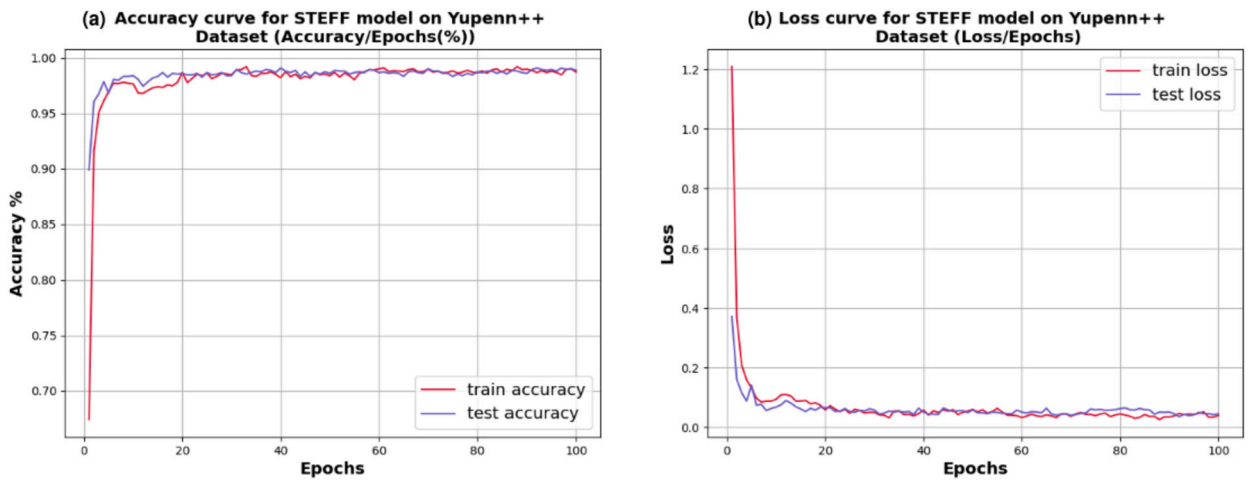 (a) Accuracy curve for STEFF model on Yupenn++
Dataset (Accuracy/Epochs(%))
1.00
0.95
0.90
0.85
0.80
0.75
0.70
Accuracy %
train accuracy
test accuracy
0 20 40 60 80 100
Epochs
(b) Loss curve for STEFF model on Yupenn++
Dataset (Loss/Epochs)
1.2
1.0
0.8
0.6
0.4
0.2
0.0
Loss
train loss
test loss
0 20 40 60 80 100
Epochs